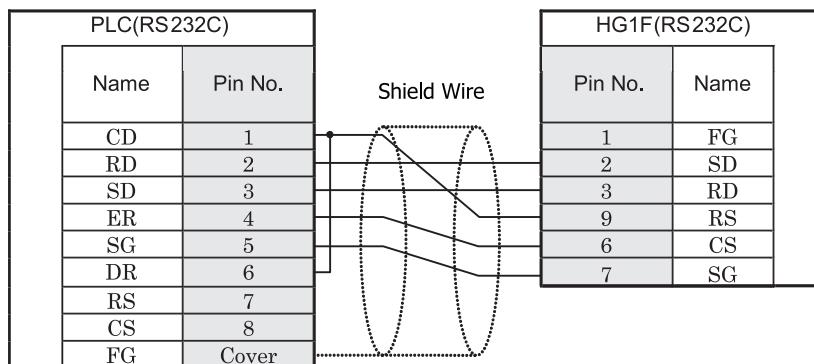 PLC(RS232C)
HG1F(RS232C)
Name Pin No.
Shield Wire
Pin No. Name
CD 1
RD 2
SD 3
ER 4
SG 5
DR 6
RS 7
CS 8
FG Cover
1 FG
2 SD
3 RD
9 RS
6 CS
7 SG